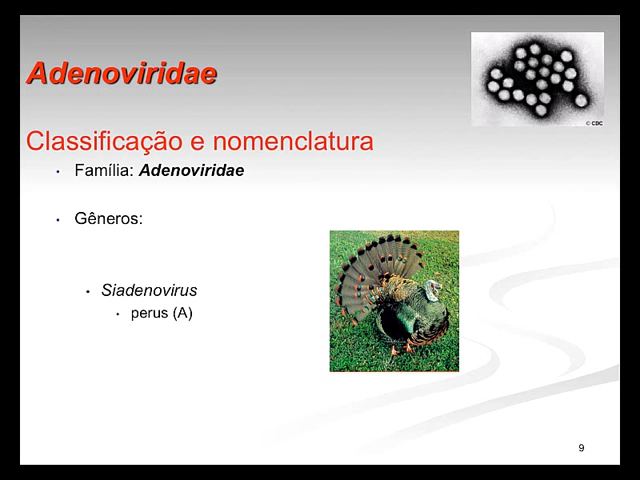 Adenoviridae
© CDC
Classificação e nomenclatura
• Família: Adenoviridae
• Gêneros:
• Siadenovirus
• perus (A)
9